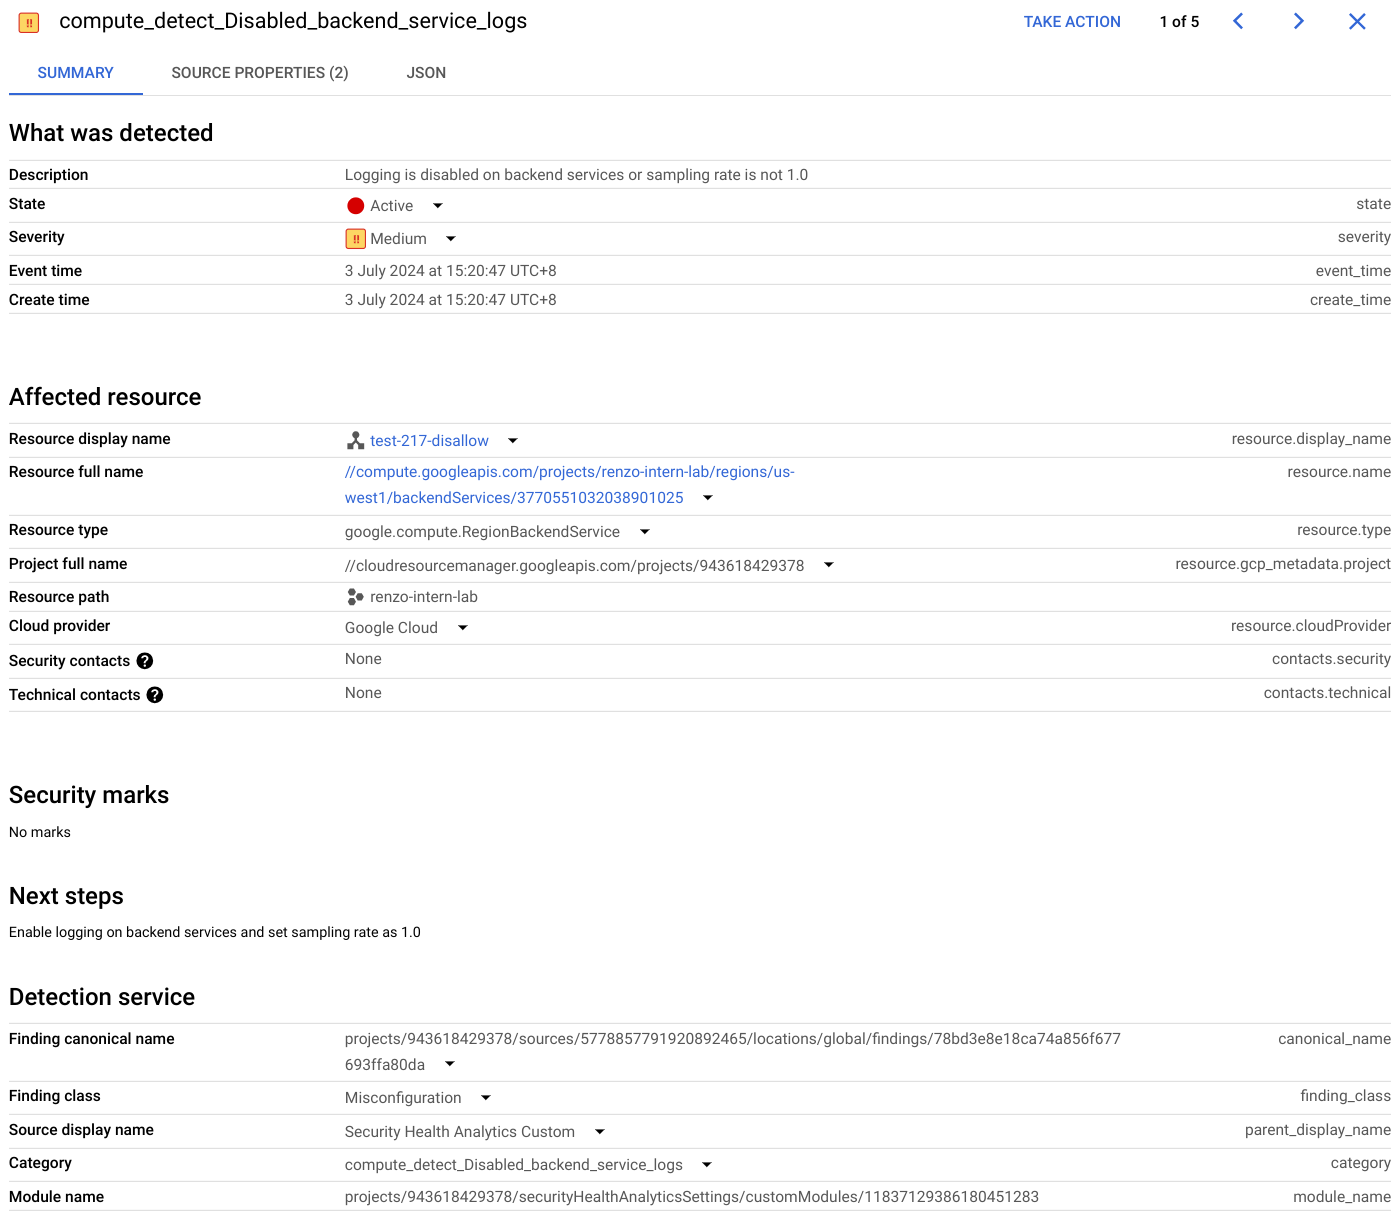 compute_detect_Disabled_backend_service_logs TAKE ACTION 1 of 5
SUMMARY SOURCE PROPERTIES (2) JSON
What was detected
Description Logging is disabled on backend services or sampling rate is not 1.0
State Active state
Severity !! Medium severity
Event time 3 July 2024 at 15:20:47 UTC+8 event_time
Create time 3 July 2024 at 15:20:47 UTC+8 create_time
Affected resource
Resource display name test-217-disallow resource.display_name
Resource full name //compute.googleapis.com/projects/renzo-intern-lab/regions/us- resource.name
west1/backendServices/3770551032038901025
Resource type google.compute.RegionBackendService resource.type
Project full name //cloudresourcemanager.googleapis.com/projects/943618429378 resource.gcp_metadata.project
Resource path renzo-intern-lab
Cloud provider Google Cloud resource.cloudProvider
Security contacts ? None contacts.security
Technical contacts ? None contacts.technical
Security marks
No marks
Next steps
Enable logging on backend services and set sampling rate as 1.0
Detection service
Finding canonical name projects/943618429378/sources/5778857791920892465/locations/global/findings/78bd3e8e18ca74a856f677 canonical_name
693ffa80da
Finding class Misconfiguration finding_class
Source display name Security Health Analytics Custom parent_display_name
Category compute_detect_Disabled_backend_service_logs category
Module name projects/943618429378/securityHealthAnalyticsSettings/customModules/11837129386180451283 module_name